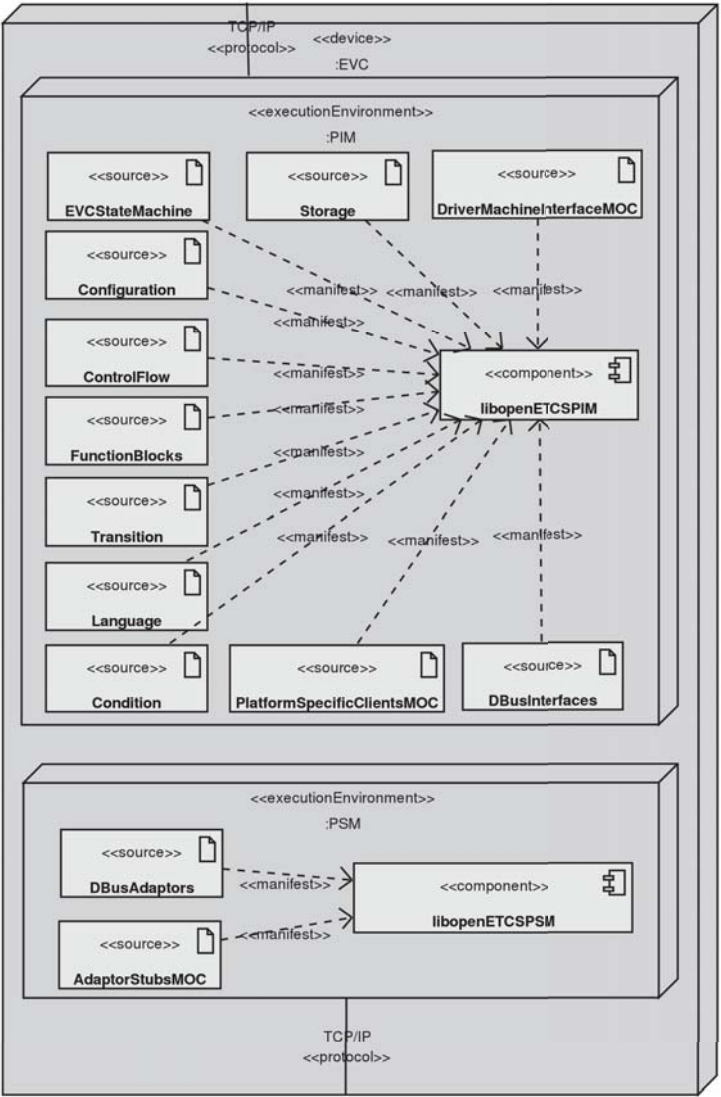 TCP/IP
<<protocol>>
<<device>>
:EVC
<<executionEnvironment>>
:PIM
<<source>>
EVCStateMachine
<<source>>
Storage
<<source>>
DriverMachineInterfaceMOC
<<source>>
Configuration
<<manifest>>
<<manifest>>
<<manifest>>
<<manifest>>
<<source>>
ControlFlow
<<manifest>>
<<component>>
libopenETCSPIM
<<source>>
FunctionBlocks
<<manifest>>
<<manifest>>
<<source>>
Transition
<<manifest>>
<<manifest>>
<<manifest>>
<<manifest>>
<<source>>
Language
<<source>>
Condition
<<source>>
PlatformSpecificClientsMOC
<<source>>
DBusInterfaces
<<executionEnvironment>>
:PSM
<<source>>
DBusAdaptors
<<manifest>>
<<component>>
libopenETCSPSM
<<source>>
AdaptorStubsMOC
<<manifest>>
TCP/IP
<<protocol>>